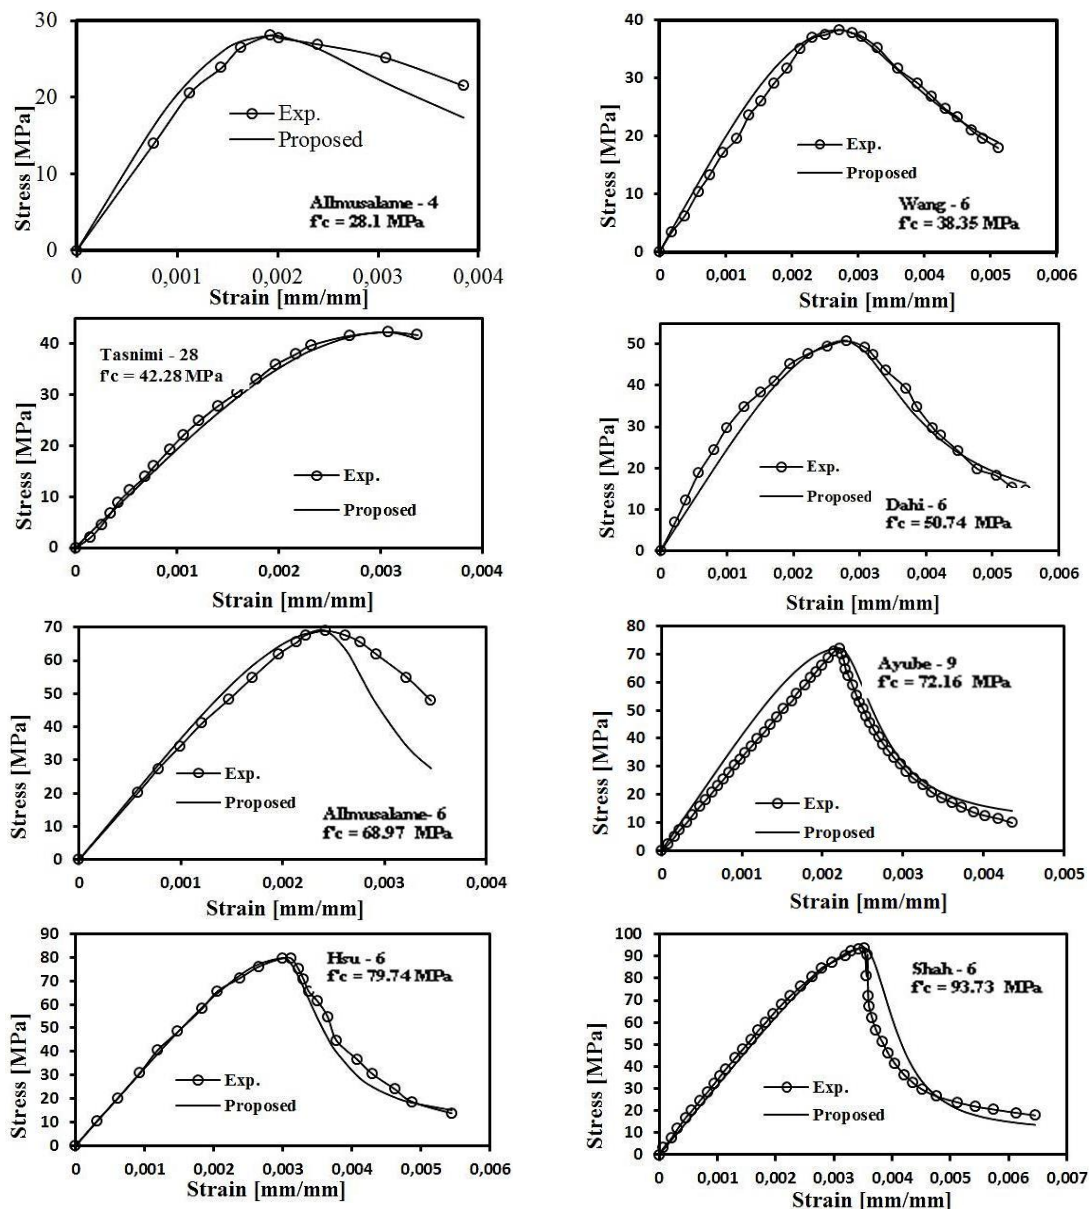 30
20
10
0
Stress [MPa]
Exp.
Proposed
Allmusalame - 4
f'c = 28.1 MPa
0 0,001 0,002 0,003 0,004
Strain [mm/mm]
40
30
20
10
0
Stress [MPa]
Exp.
Proposed
Wang - 6
f'c = 38.35 MPa
0 0,001 0,002 0,003 0,004 0,005 0,006
Strain [mm/mm]
40
30
20
10
0
Stress [MPa]
Tasnimi - 28
f'c = 42.28 MPa
Exp.
Proposed
0 0,001 0,002 0,003 0,004
Strain [mm/mm]
50
40
30
20
10
0
Stress [MPa]
Exp.
Proposed
Dahi - 6
f'c = 50.74 MPa
0 0,001 0,002 0,003 0,004 0,005 0,006
Strain [mm/mm]
70
60
50
40
30
20
10
0
Stress [MPa]
Exp.
Proposed
Allmusalame- 6
f'c = 68.97 MPa
0 0,001 0,002 0,003 0,004
Strain [mm/mm]
80
70
60
50
40
30
20
10
0
Stress [MPa]
Ayube - 9
f'c = 72.16 MPa
Exp.
Proposed
0 0,001 0,002 0,003 0,004 0,005
Strain [mm/mm]
90
80
70
60
50
40
30
20
10
0
Stress [MPa]
Hsu - 6
f'c = 79.74 MPa
Exp.
Proposed
0 0,001 0,002 0,003 0,004 0,005 0,006
Strain [mm/mm]
100
90
80
70
60
50
40
30
20
10
0
Stress [MPa]
Shah - 6
f'c = 93.73 MPa
Exp.
Proposed
0 0,001 0,002 0,003 0,004 0,005 0,006 0,007
Strain [mm/mm]